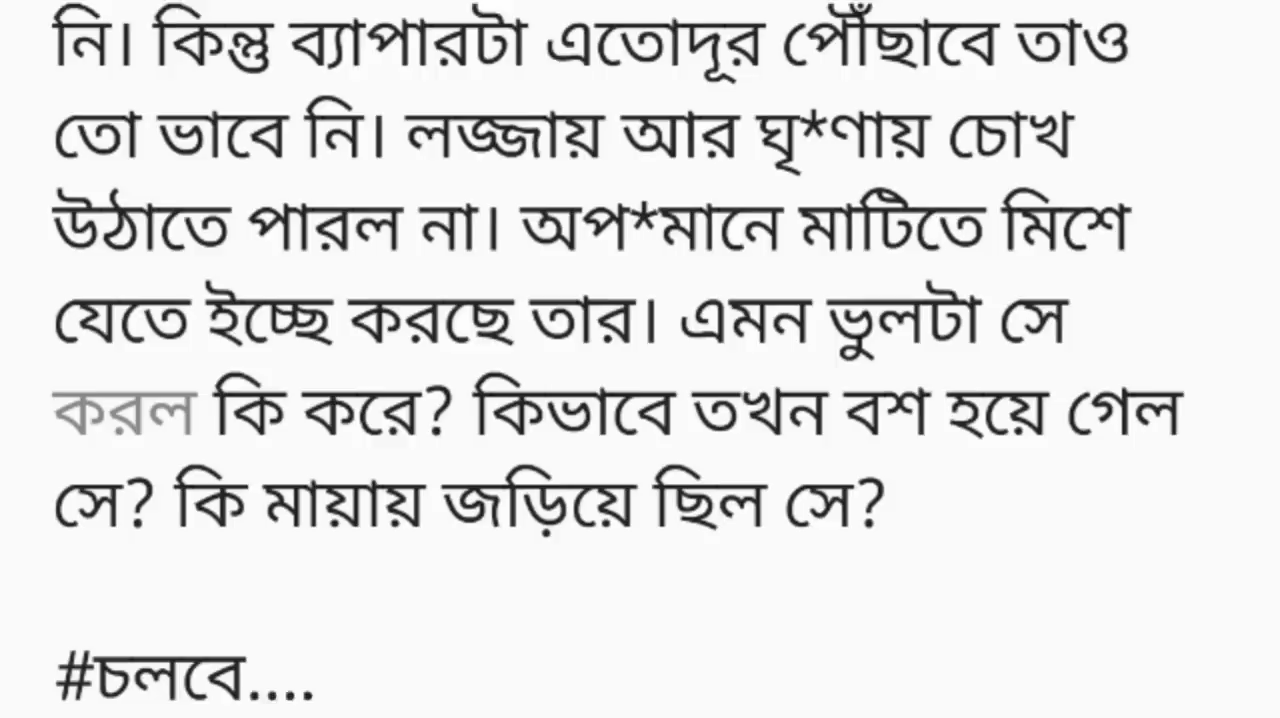 নি। কিন্তু ব্যাপারটা এতোদূর পৌঁছাবে তাও
তো ভাবে নি। লজ্জায় আর ঘৃ*ণায় চোখ
উঠাতে পারল না। অপ*মানে মাটিতে মিশে
যেতে ইচ্ছে করছে তার। এমন ভুলটা সে
করল কি করে? কিভাবে তখন বশ হয়ে গেল
সে? কি মায়ায় জড়িয়ে ছিল সে?
#চলবে....